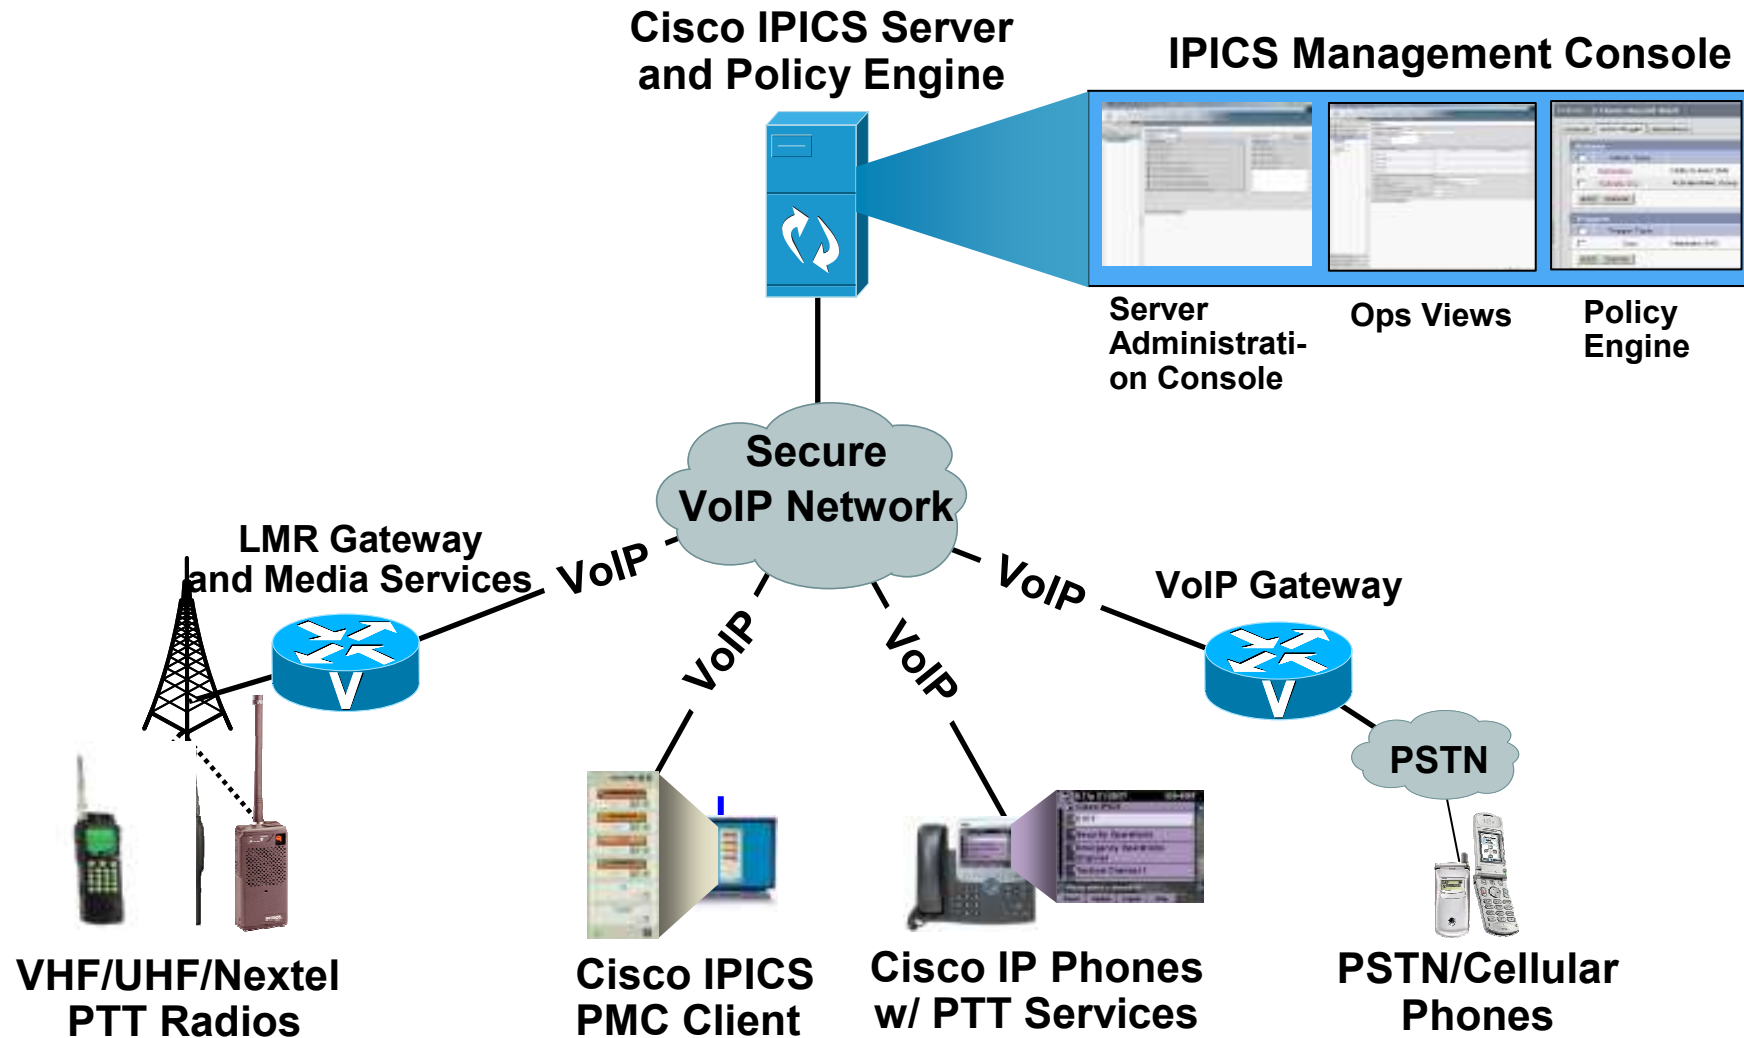 Cisco IPICS Server
and Policy Engine
IPICS Management Console
Server
Administrati-
on Console
Ops Views
Policy
Engine
Secure
VoIP Network
LMR Gateway
and Media Services
VoIP
VoIP
VoIP
VoIP
VoIP Gateway
V
V
PSTN
VHF/UHF/Nextel
PTT Radios
Cisco IPICS
PMC Client
Cisco IP Phones
w/ PTT Services
PSTN/Cellular
Phones